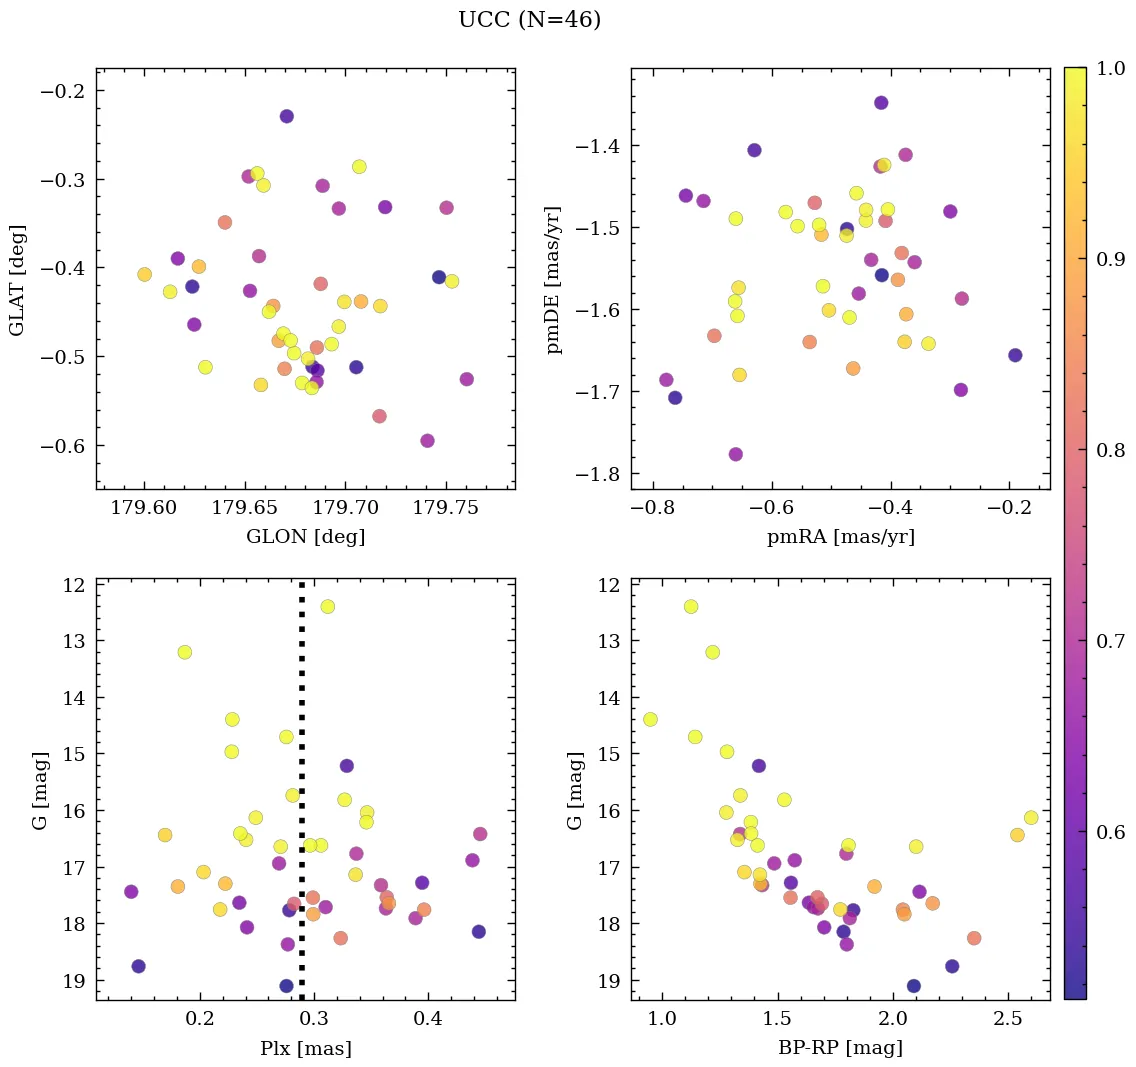 UCC (N=46)
−0.2
−0.3
−0.4
−0.5
−0.6
GLAT [deg]
179.60 179.65 179.70 179.75
GLON [deg]
−1.4
−1.5
−1.6
−1.7
−1.8
pmDE [mas/yr]
−0.8 −0.6 −0.4 −0.2
pmRA [mas/yr]
1.0
0.9
0.8
0.7
0.6
12
13
14
15
16
17
18
19
G [mag]
0.2 0.3 0.4
Plx [mas]
12
13
14
15
16
17
18
19
G [mag]
1.0 1.5 2.0 2.5
BP-RP [mag]